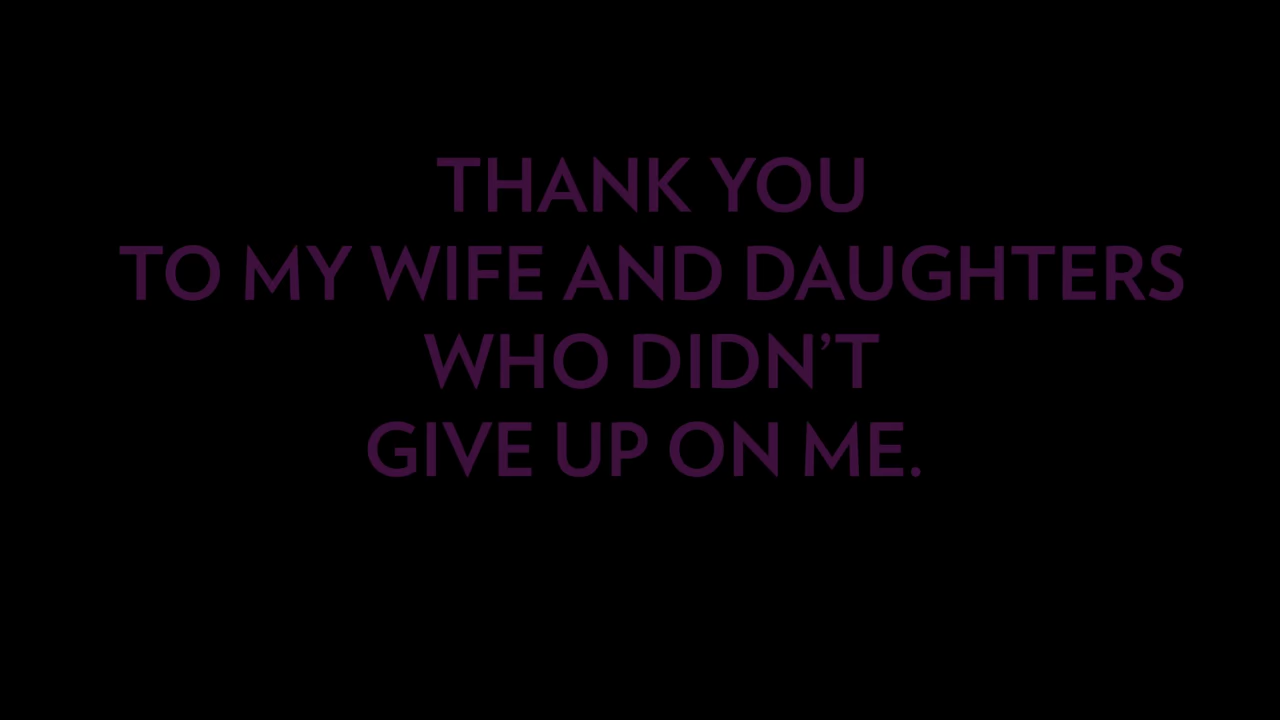 THANK YOU
TO MY WIFE AND DAUGHTERS
WHO DIDN’T
GIVE UP ON ME.